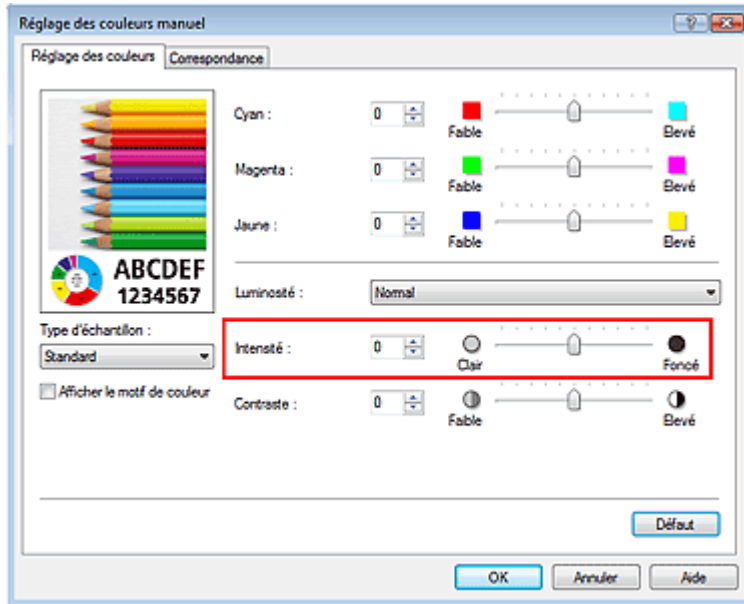 Réglage des couleurs manuel
Réglage des couleurs
Correspondance
Cyan :
0
Faible
Elevé
Magenta :
0
Faible
Elevé
Jaune :
0
Faible
Elevé
ABCDEF
1234567
Luminosité :
Normal
Type d'échantillon :
Standard
Intensité :
0
Clair
Foncé
Afficher le motif de couleur
Contraste :
0
Faible
Elevé
Défaut
OK
Annuler
Aide